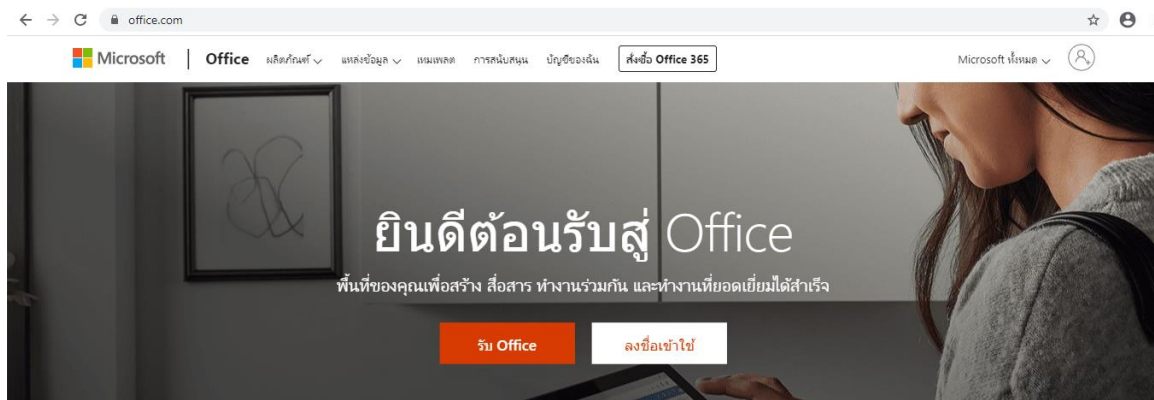 office.com
Microsoft | Office ผลิตภัณฑ์ แหล่งข้อมูล เทมเพลต การสนับสนุน บัญชีของฉัน สั่งซื้อ Office 365 Microsoft ทั้งหมด
ยินดีต้อนรับสู่ Office
พื้นที่ของคุณเพื่อสร้าง สื่อสาร ทำงานร่วมกัน และทำงานที่ยอดเยี่ยมได้สำเร็จ
รับ Office ลงชื่อเข้าใช้